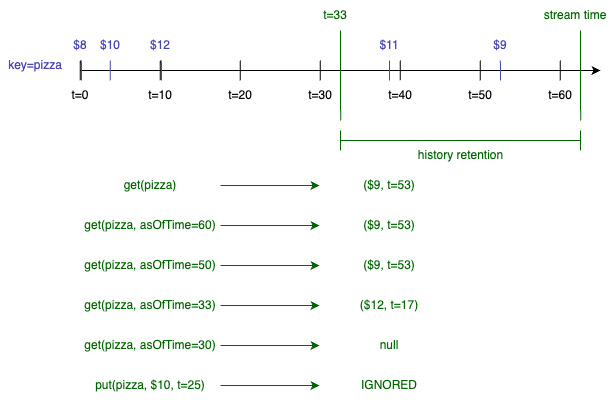 t=33 stream time
$8 $10 $12 $11 $9
key=pizza
t=0 t=10 t=20 t=30 t=40 t=50 t=60
history retention
get(pizza) ($9, t=53)
get(pizza, asOfTime=60) ($9, t=53)
get(pizza, asOfTime=50) ($9, t=53)
get(pizza, asOfTime=33) ($12, t=17)
get(pizza, asOfTime=30) null
put(pizza, $10, t=25) IGNORED